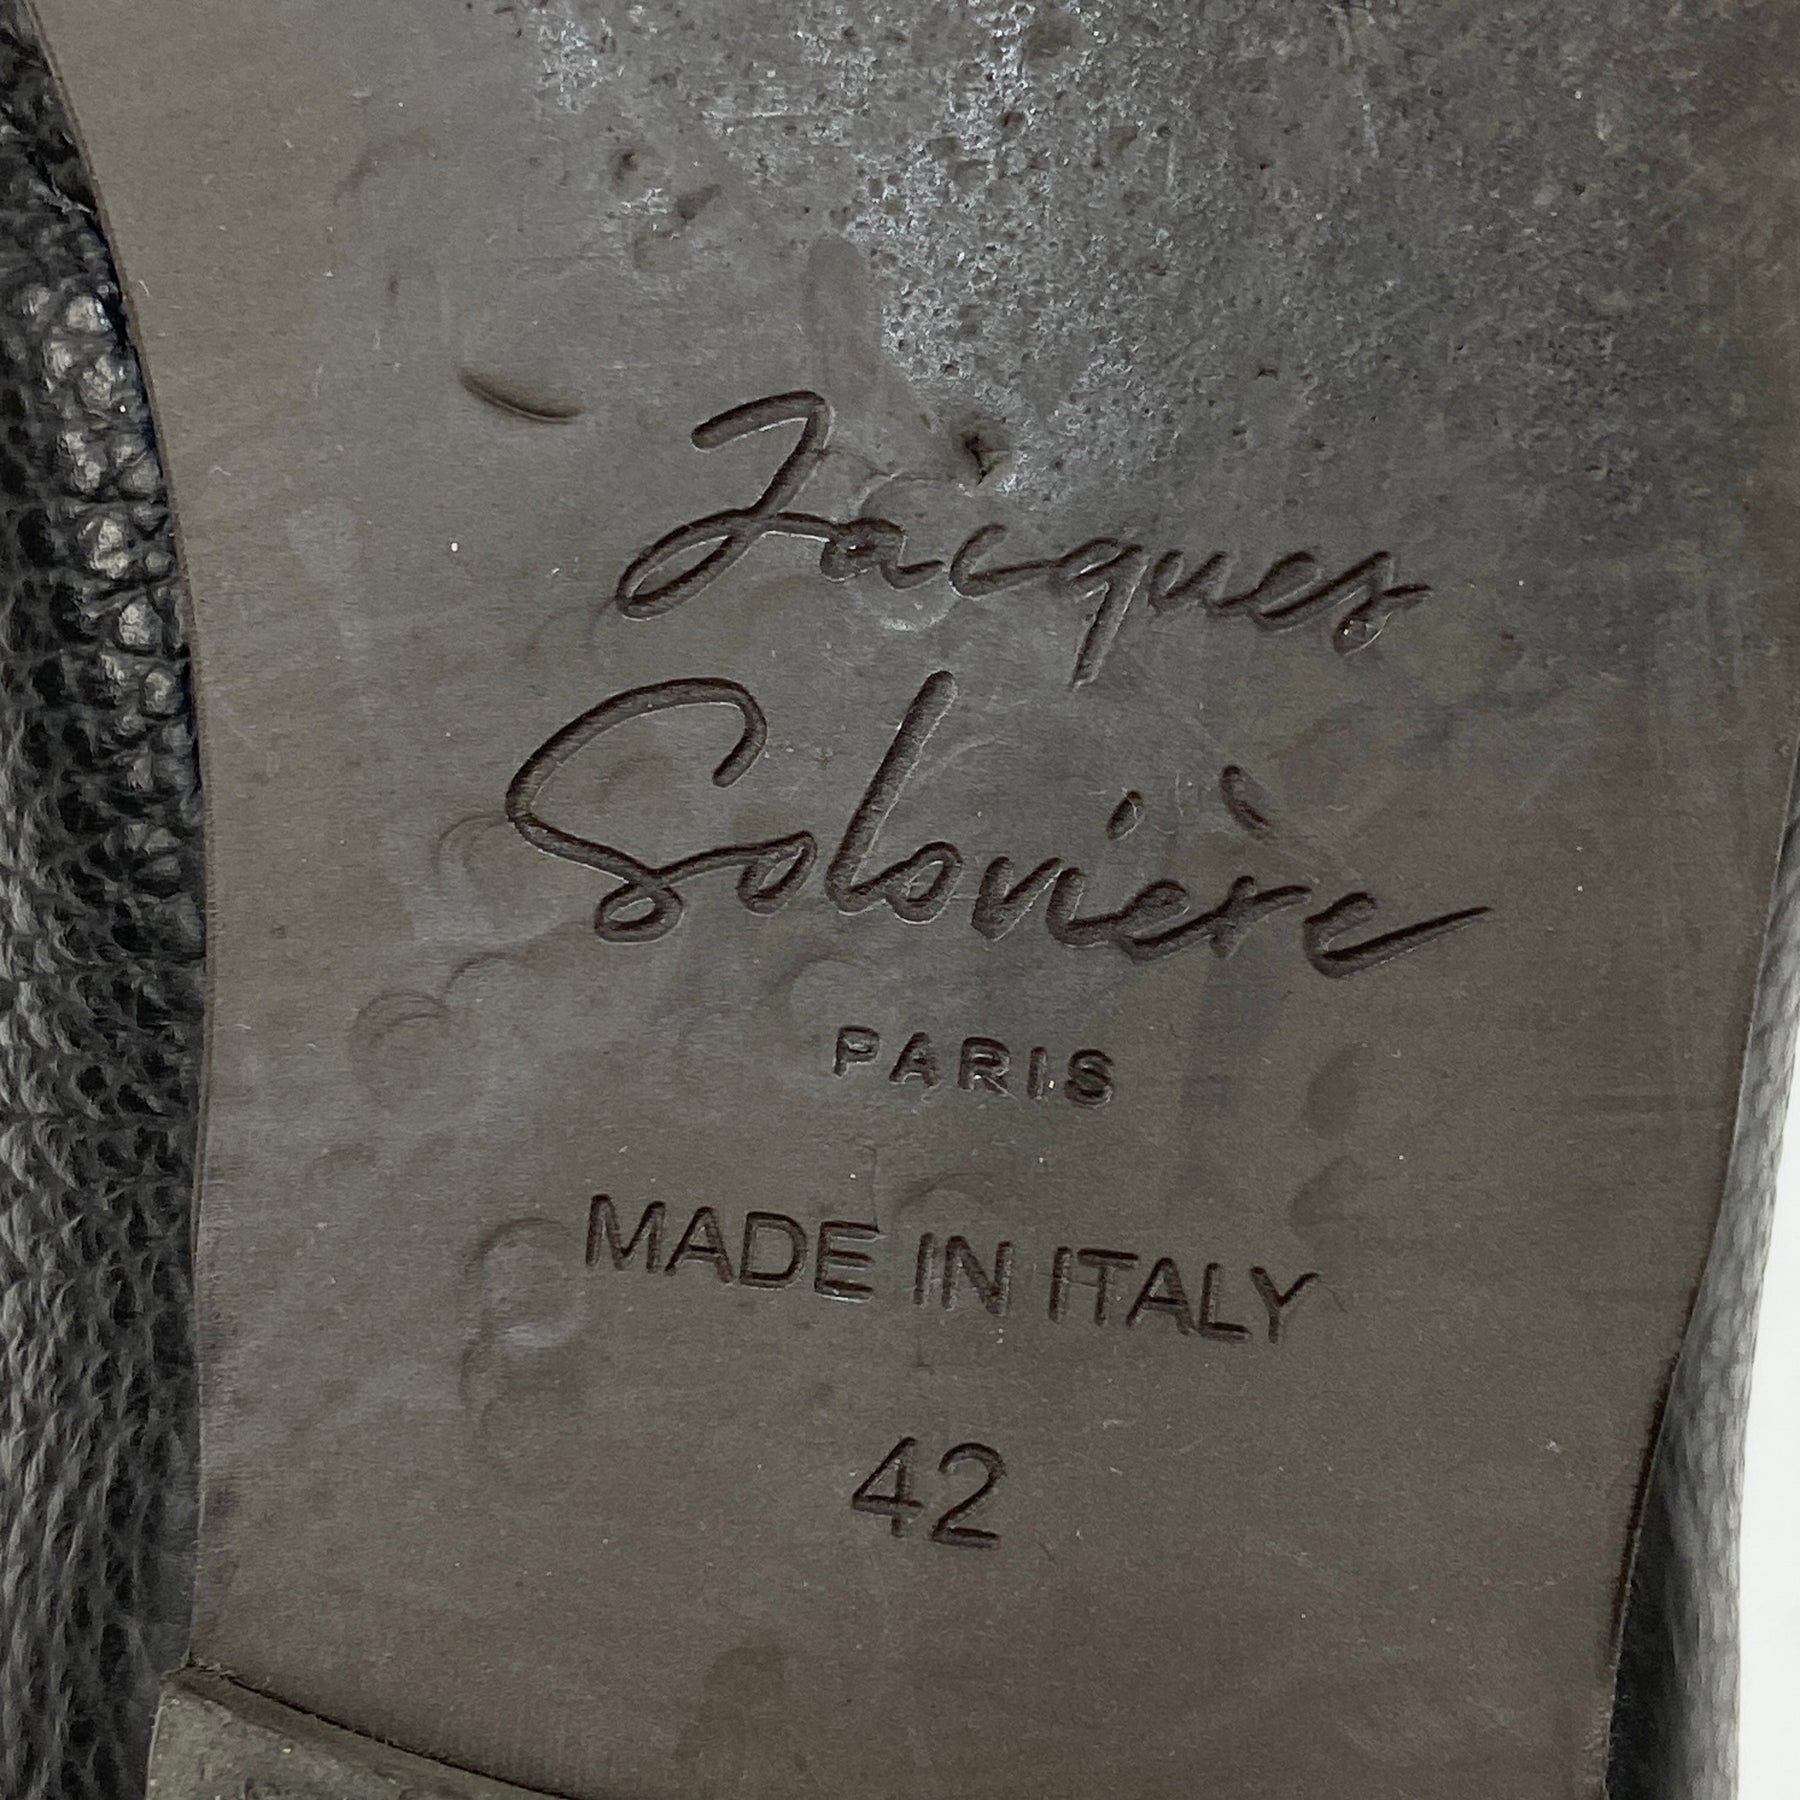 Jacques
Solovière
PARIS
MADE IN ITALY
42